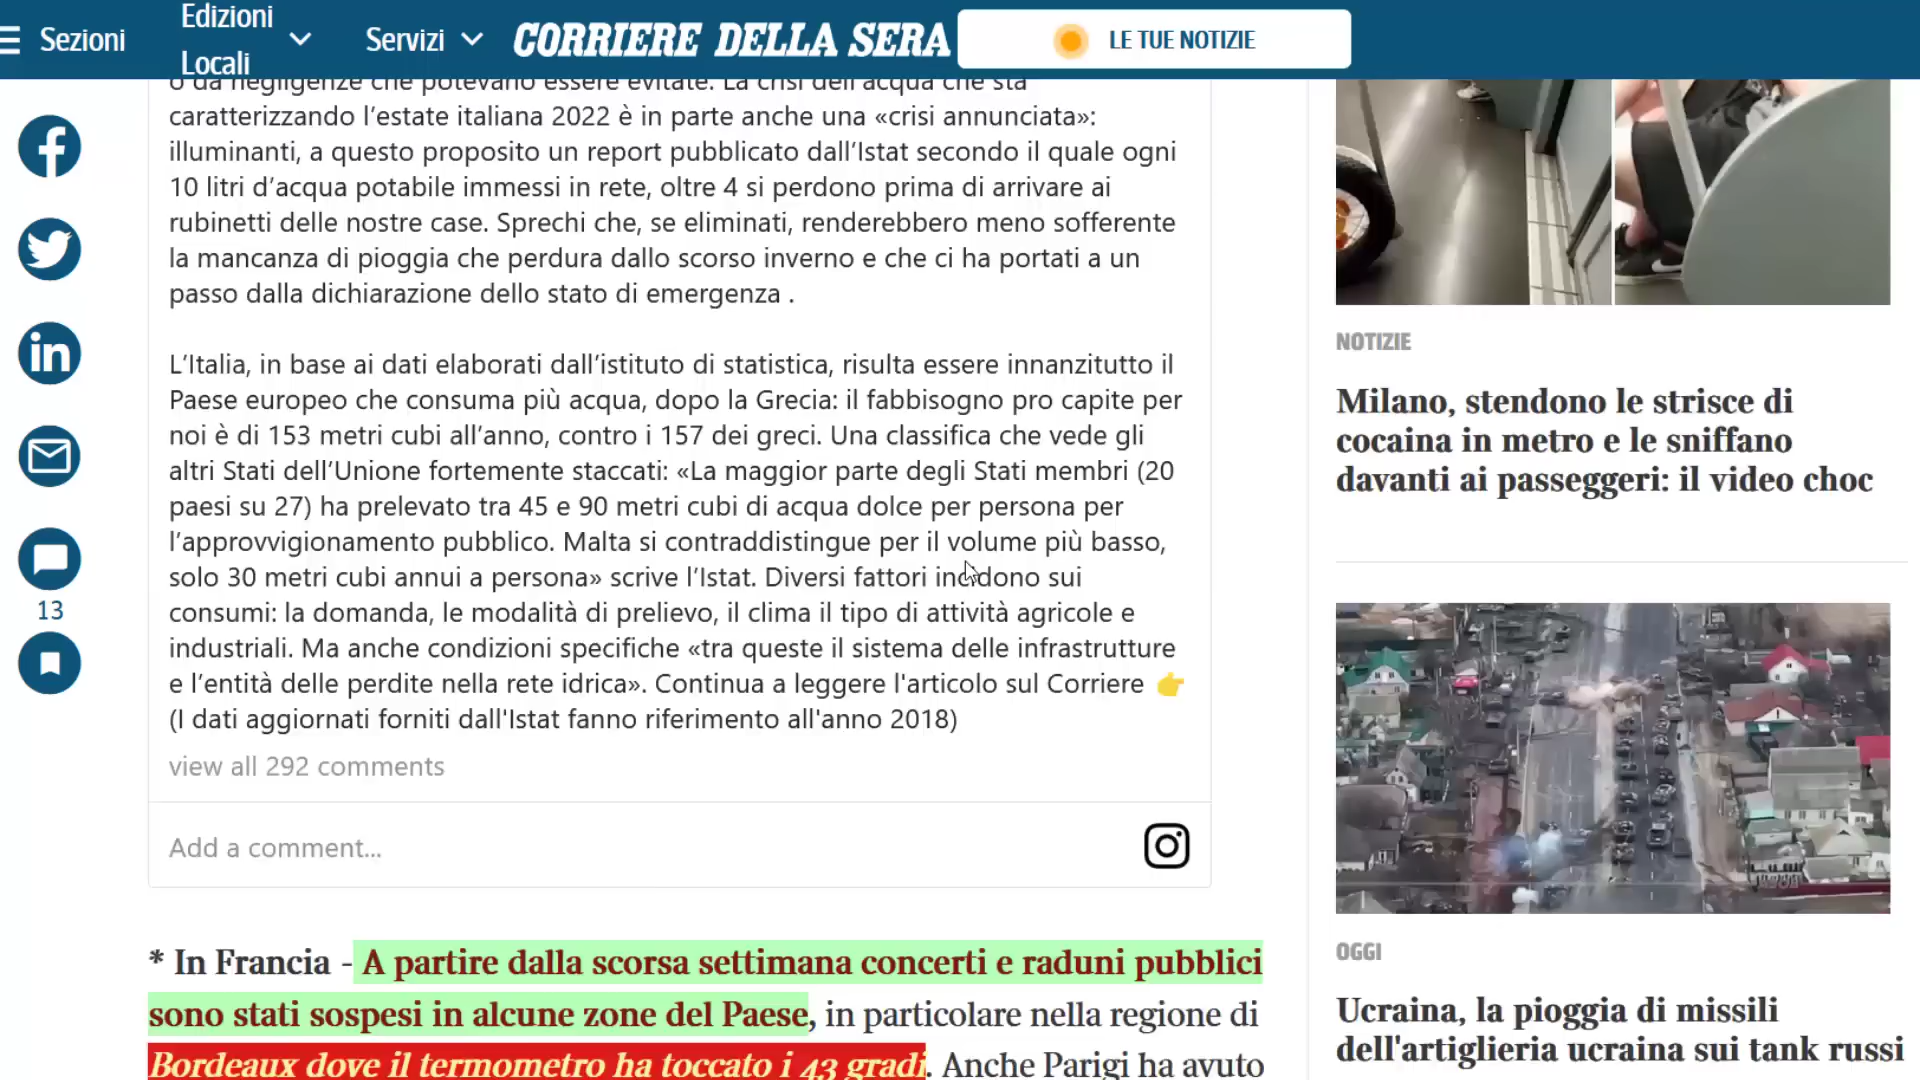 Sezioni
Edizioni
Locali
Servizi
CORRIERE DELLA SERA
LE TUE NOTIZIE
o da negligenze che potevano essere evitate. La crisi dell’acqua che sta
caratterizzando l’estate italiana 2022 è in parte anche una «crisi annunciata»:
illuminanti, a questo proposito un report pubblicato dall’Istat secondo il quale ogni
10 litri d’acqua potabile immessi in rete, oltre 4 si perdono prima di arrivare ai
rubinetti delle nostre case. Sprechi che, se eliminati, renderebbero meno sofferente
la mancanza di pioggia che perdura dallo scorso inverno e che ci ha portati a un
passo dalla dichiarazione dello stato di emergenza .
L’Italia, in base ai dati elaborati dall’istituto di statistica, risulta essere innanzitutto il
Paese europeo che consuma più acqua, dopo la Grecia: il fabbisogno pro capite per
noi è di 153 metri cubi all’anno, contro i 157 dei greci. Una classifica che vede gli
altri Stati dell’Unione fortemente staccati: «La maggior parte degli Stati membri (20
paesi su 27) ha prelevato tra 45 e 90 metri cubi di acqua dolce per persona per
l’approvvigionamento pubblico. Malta si contraddistingue per il volume più basso,
solo 30 metri cubi annui a persona» scrive l’Istat. Diversi fattori incidono sui
consumi: la domanda, le modalità di prelievo, il clima il tipo di attività agricole e
industriali. Ma anche condizioni specifiche «tra queste il sistema delle infrastrutture
e l’entità delle perdite nella rete idrica». Continua a leggere l'articolo sul Corriere 👉
(I dati aggiornati forniti dall'Istat fanno riferimento all'anno 2018)
view all 292 comments
Add a comment...
13
* In Francia - A partire dalla scorsa settimana concerti e raduni pubblici
sono stati sospesi in alcune zone del Paese, in particolare nella regione di
Bordeaux dove il termometro ha toccato i 43 gradi. Anche Parigi ha avuto
NOTIZIE
Milano, stendono le strisce di
cocaina in metro e le sniffano
davanti ai passeggeri: il video choc
OGGI
Ucraina, la pioggia di missili
dell'artiglieria ucraina sui tank russi